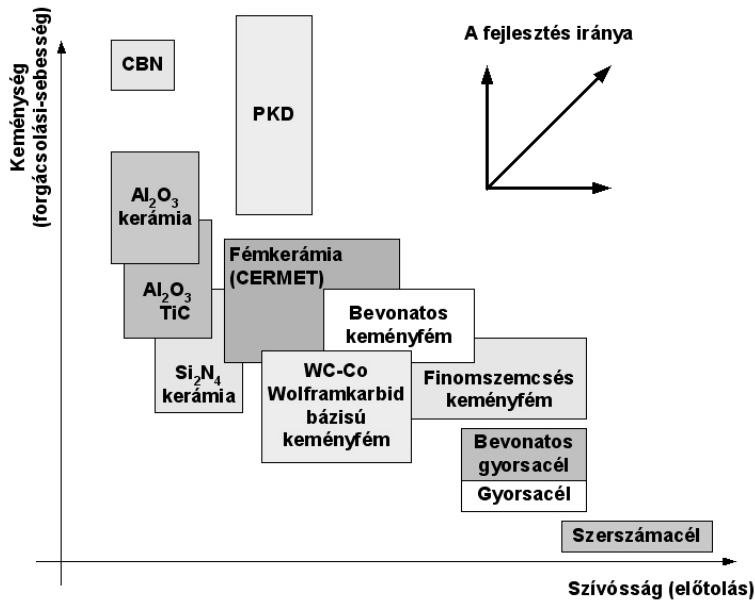 A fejlesztés iránya
Keménység
(forgácsolási-sebesség)
CBN
PKD
Al₂O₃
kerámia
Al₂O₃
TiC
Si₂N₄
kerámia
Fémkerámia
(CERMET)
Bevonatos
keményfém
WC-Co
Wolframkarbid
bázisú
keményfém
Finomszemcsés
keményfém
Bevonatos
gyorsacél
Gyorsacél
Szerszámacél
Szívósság (előtolás)